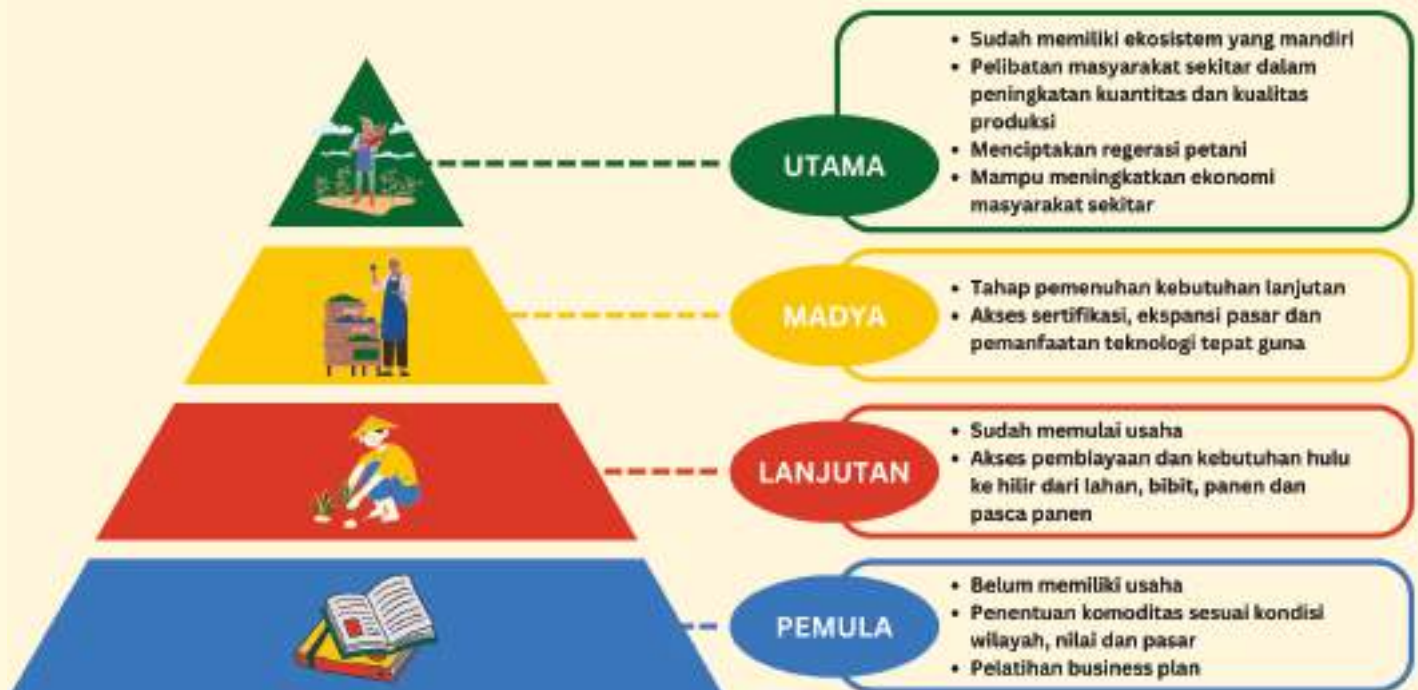 UTAMA
• Sudah memiliki ekosistem yang mandiri
• Pelibatan masyarakat sekitar dalam
peningkatan kuantitas dan kualitas
produksi
• Menciptakan regerasi petani
• Mampu meningkatkan ekonomi
masyarakat sekitar
MADYA
• Tahap pemenuhan kebutuhan lanjutan
• Akses sertifikasi, ekspansi pasar dan
pemanfaatan teknologi tepat guna
LANJUTAN
• Sudah memulai usaha
• Akses pembiayaan dan kebutuhan hulu
ke hilir dari lahan, bibit, panen dan
pasca panen
PEMULA
• Belum memiliki usaha
• Penentuan komoditas sesuai kondisi
wilayah, nilai dan pasar
• Pelatihan business plan